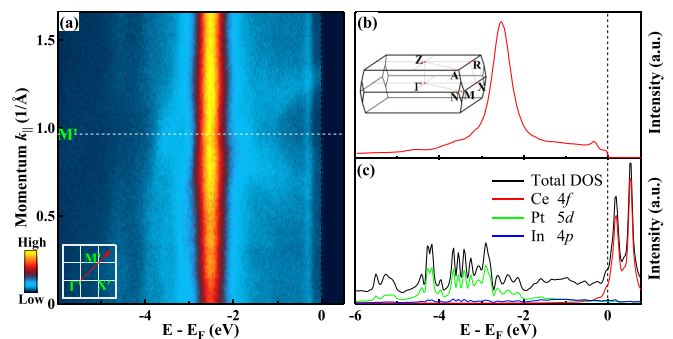 (a)
1.5
1.0
0.5
0.0
Momentum k|| (1/Å)
M'
High
Low
M'
Γ' X'
-4 -2 0
E - EF (eV)
(b)
Z R
A
Γ X
N M
Intensity (a.u.)
(c)
Total DOS
Ce 4f
Pt 5d
In 4p
Intensity (a.u.)
-6 -4 -2 0
E - EF (eV)